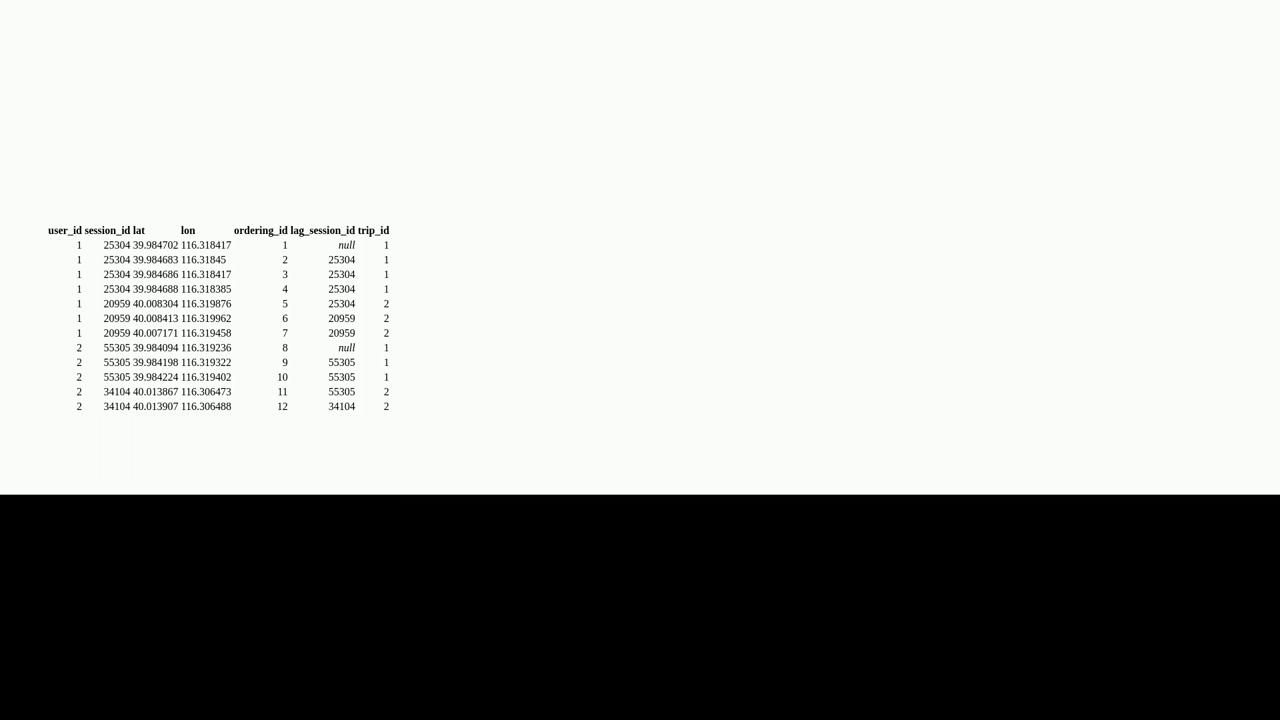 user_id session_id lat lon ordering_id lag_session_id trip_id
1 25304 39.984702 116.318417 1 null 1
1 25304 39.984683 116.31845 2 25304 1
1 25304 39.984686 116.318417 3 25304 1
1 25304 39.984688 116.318385 4 25304 1
1 20959 40.008304 116.319876 5 25304 2
1 20959 40.008413 116.319962 6 20959 2
1 20959 40.007171 116.319458 7 20959 2
2 55305 39.984094 116.319236 8 null 1
2 55305 39.984198 116.319322 9 55305 1
2 55305 39.984224 116.319402 10 55305 1
2 34104 40.013867 116.306473 11 55305 2
2 34104 40.013907 116.306488 12 34104 2